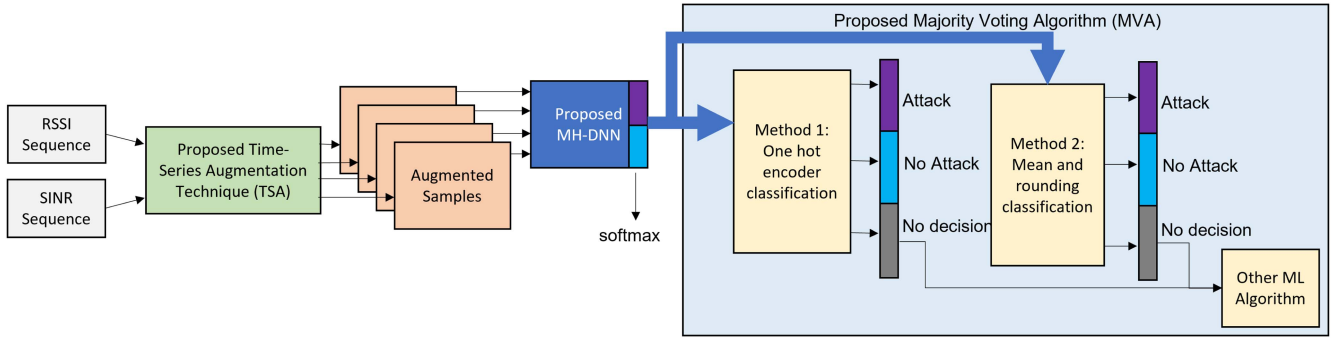 Proposed Majority Voting Algorithm (MVA)
RSSI
Sequence
SINR
Sequence
Proposed Time-
Series Augmentation
Technique (TSA)
Augmented
Samples
Proposed
MH-DNN
softmax
Method 1:
One hot
encoder
classification
Attack
No Attack
No decision
Method 2:
Mean and
rounding
classification
Attack
No Attack
No decision
Other ML
Algorithm